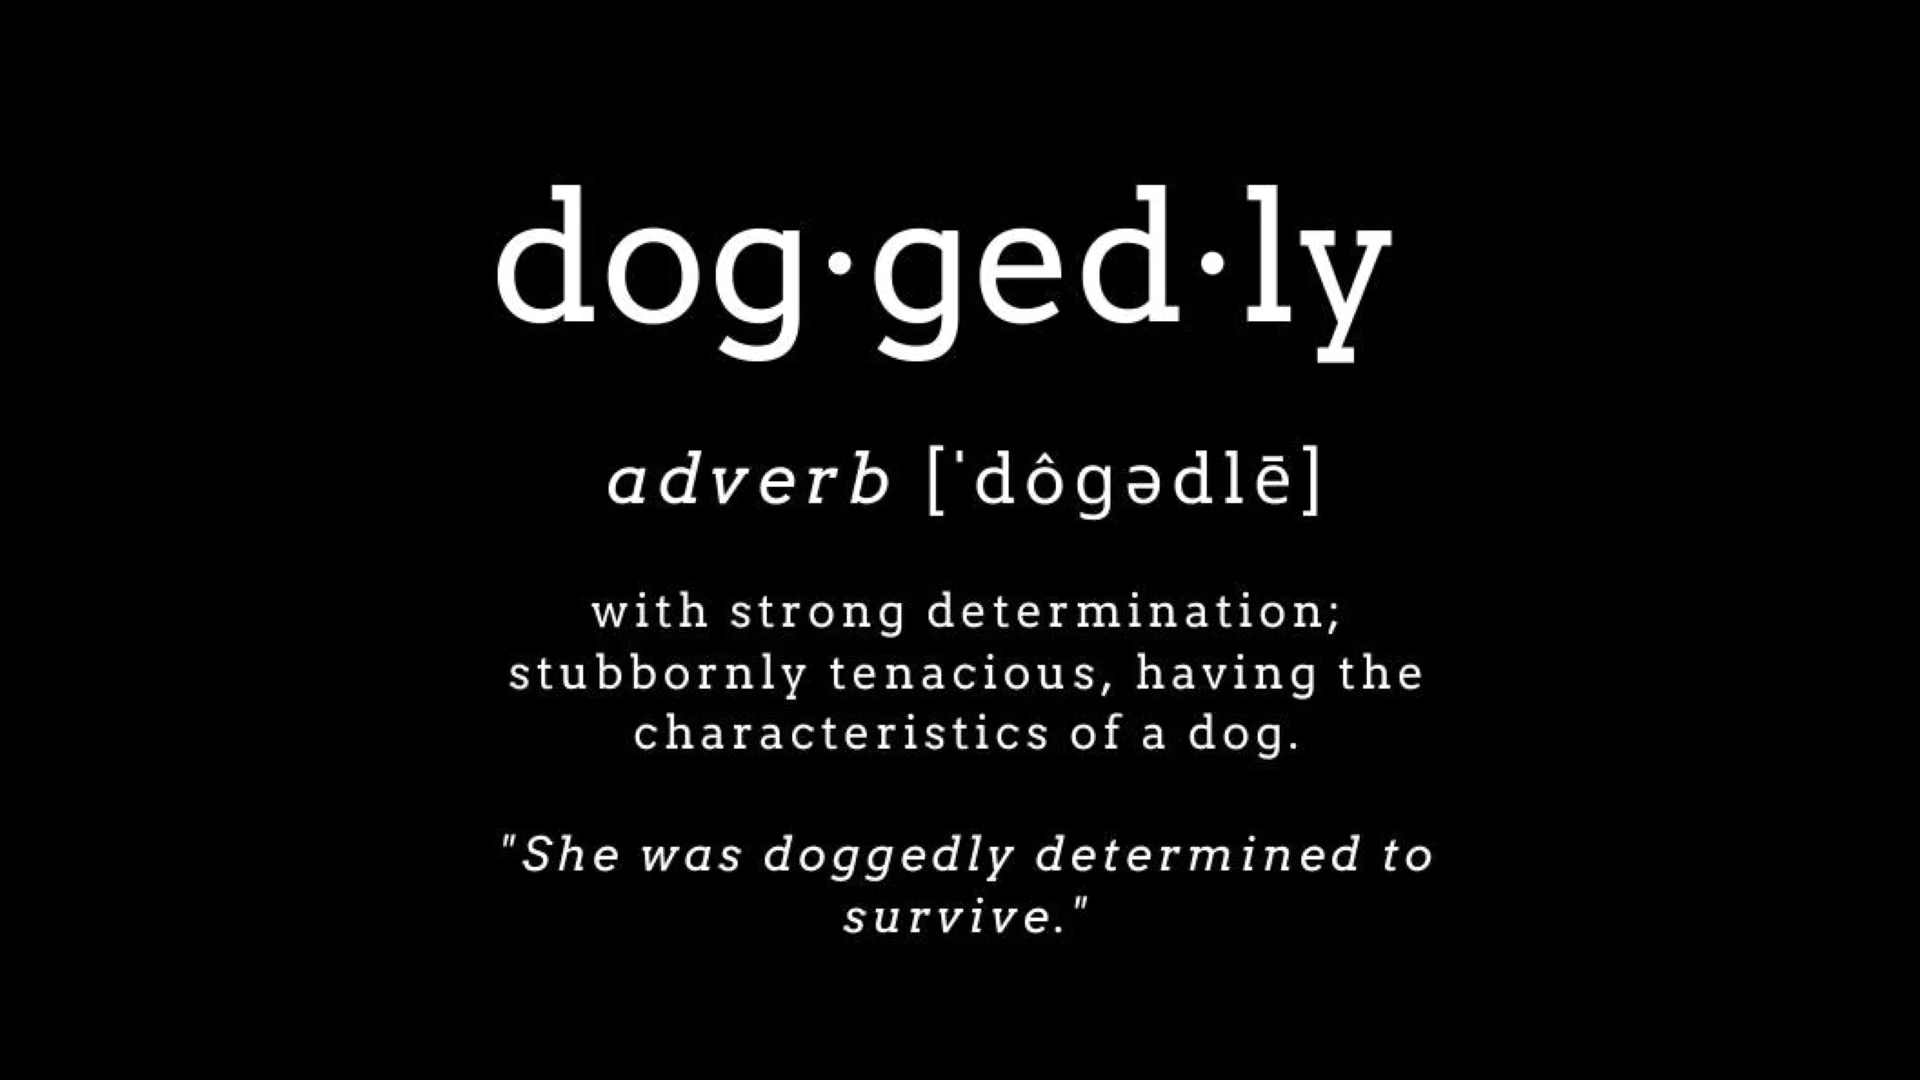 dog·ged·ly
adverb [ˈdôgədlē]
with strong determination;
stubbornly tenacious, having the
characteristics of a dog.
"She was doggedly determined to
survive."